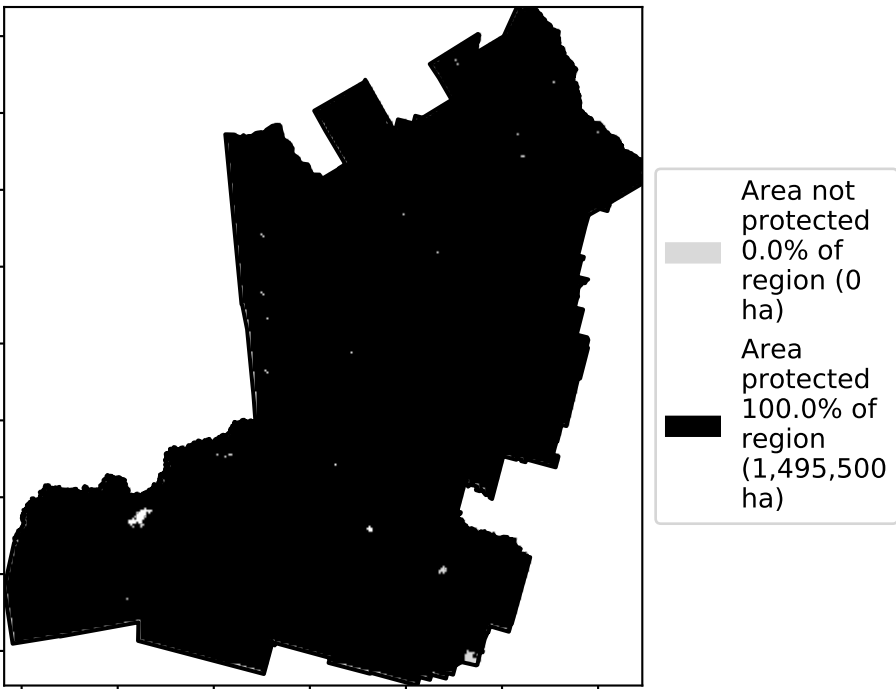 Area not
protected
0.0% of
region (0
ha)
Area
protected
100.0% of
region
(1,495,500
ha)